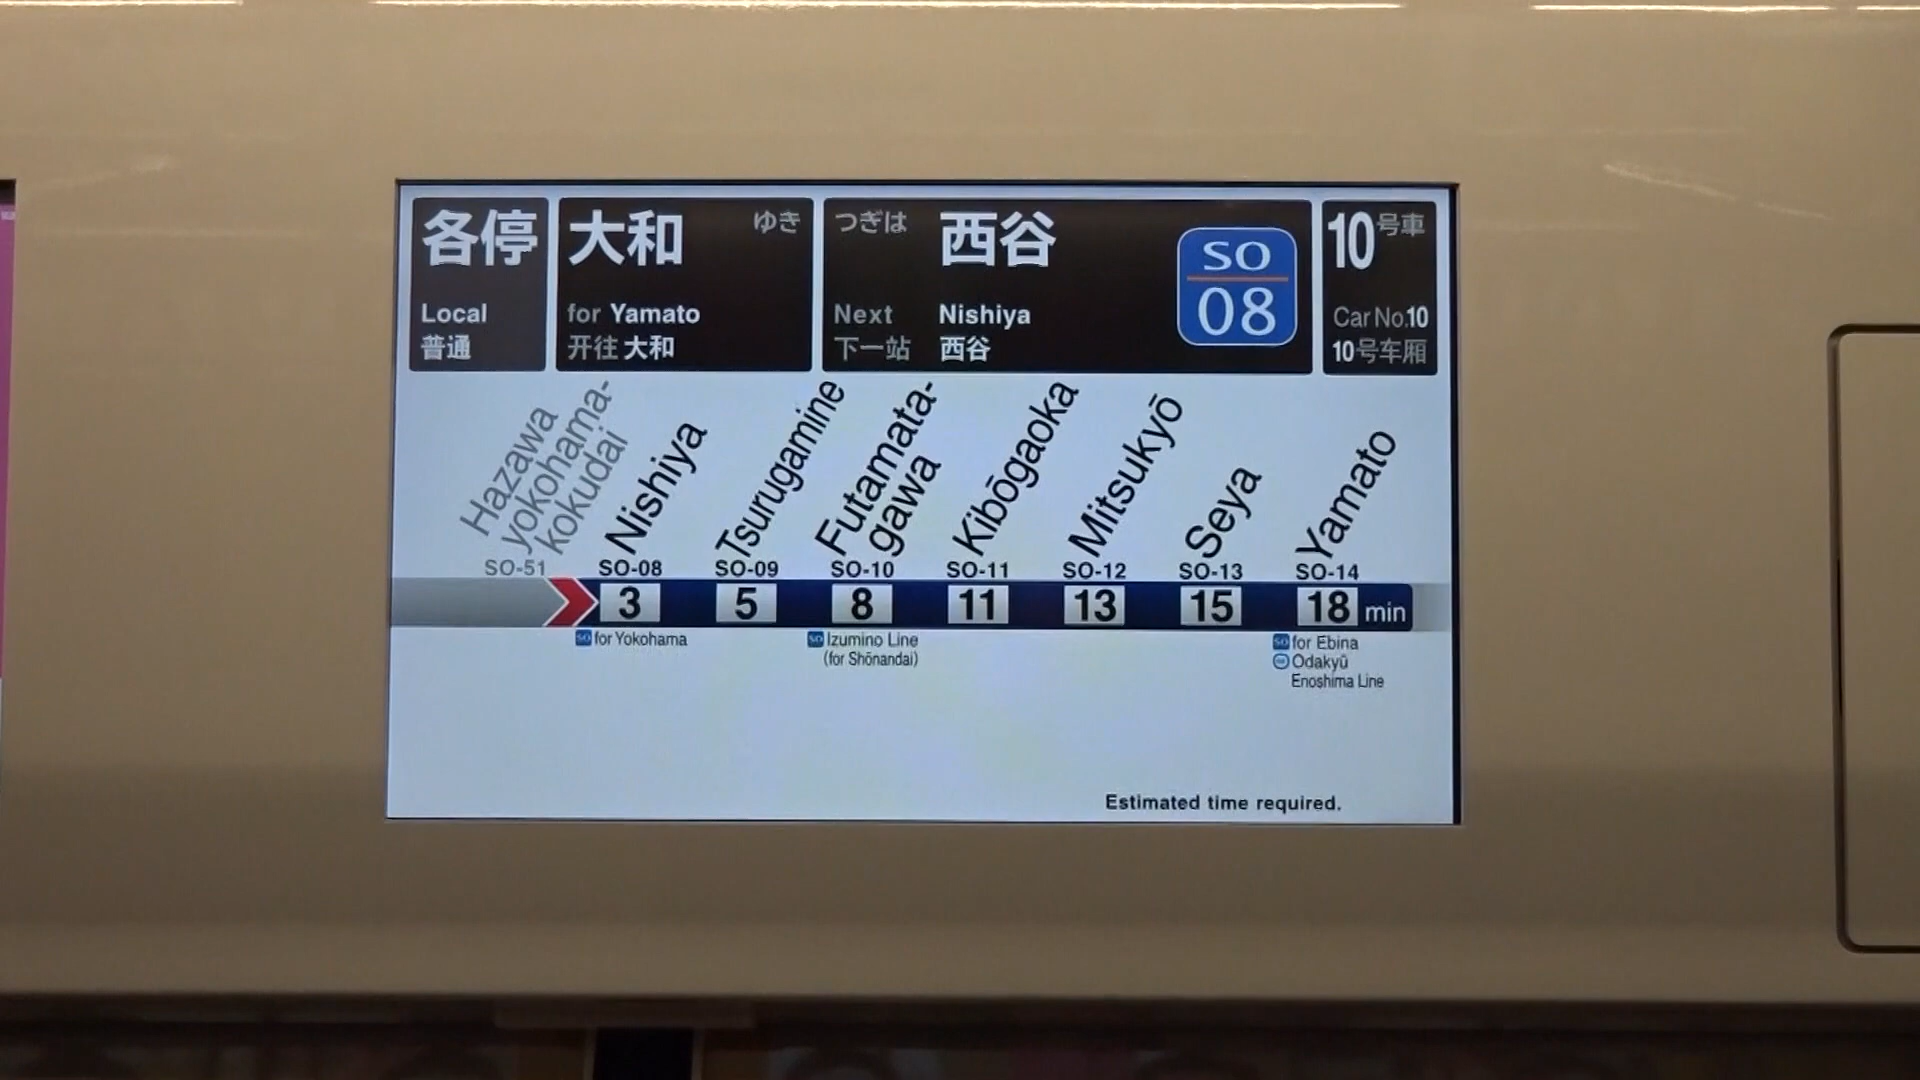 各停
Local
普通
大和 ゆき
for Yamato
开往 大和
つぎは 西谷
Next Nishiya
下一站 西谷
SO
08
10号車
Car No.10
10号车厢
Hazawa
yokohama-
kokudai
Nishiya
Tsurugamine
Futamata-
gawa
Kibōgaoka
Mitsukyō
Seya
Yamato
SO-51 SO-08 SO-09 SO-10 SO-11 SO-12 SO-13 SO-14
3 5 8 11 13 15 18 min
SO for Yokohama
SO Izumino Line
(for Shōnandai)
SO for Ebina
Odakyū
Enoshima Line
Estimated time required.